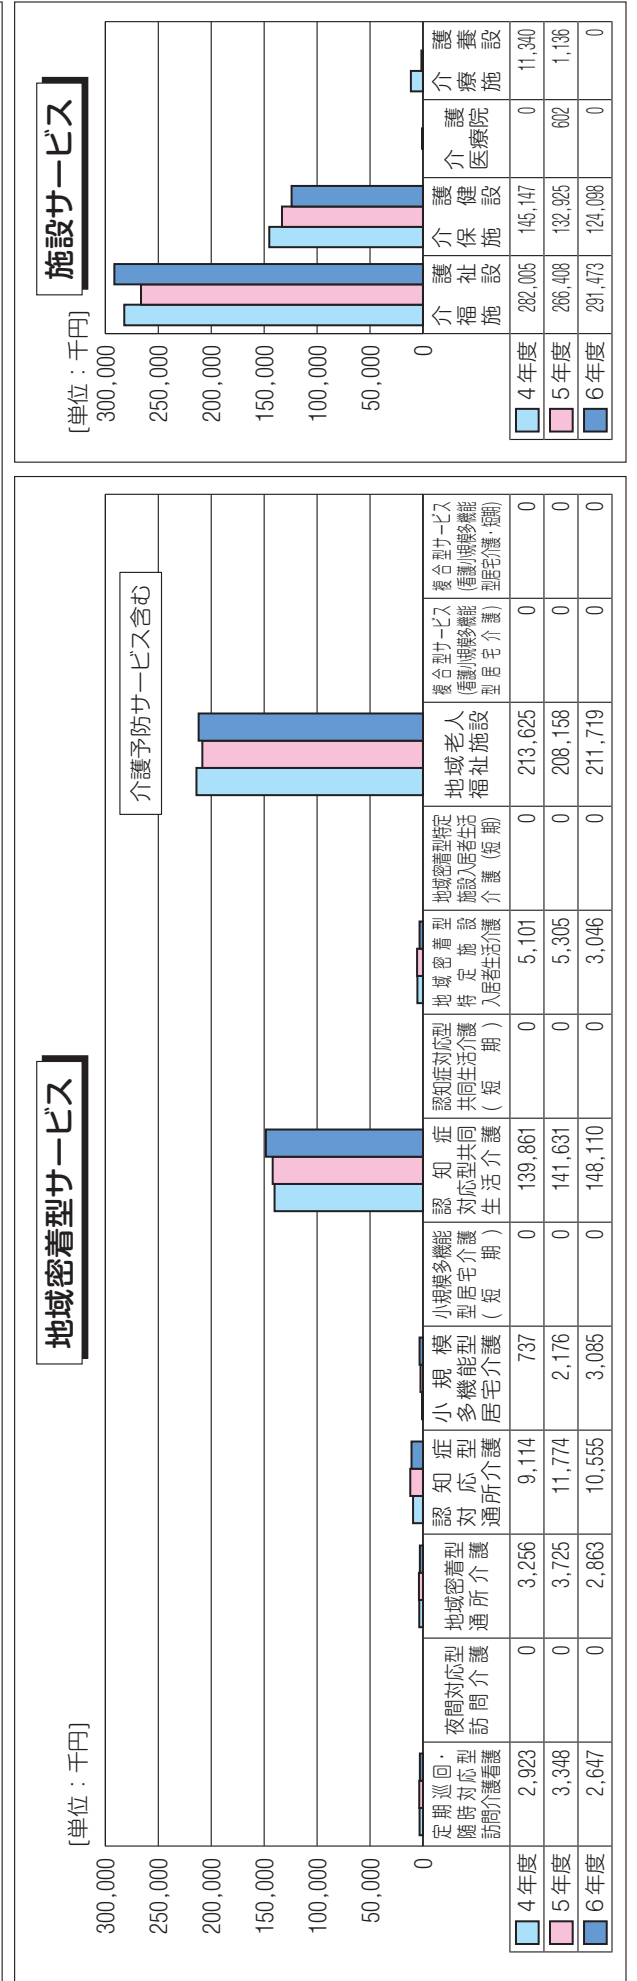 地域密着型サービス
[単位：千円]
介護予防サービス含む
300,000
250,000
200,000
150,000
100,000
50,000
0
定期巡回・
随時対応型
訪問介護看護
夜間対応型
訪問介護
地域密着型
通所介護
認知症
対応型
通所介護
小規模
多機能型
居宅介護
小規模多機能
型居宅介護
(短期)
認知症
対応型共同
生活介護
認知症対応型
共同生活介護
(短期)
地域密着型
特定施設
入居者生活介護
地域密着型特定
施設入居者生活
介護(短期)
地域老人
福祉施設
複合型サービス
(看護小規模多機能
型居宅介護)
複合型サービス
(看護小規模多機能
型居宅介護・短期)
4年度 2,923 0 3,256 9,114 737 0 139,861 0 5,101 0 213,625 0 0
5年度 3,348 0 3,725 11,774 2,176 0 141,631 0 5,305 0 208,158 0 0
6年度 2,647 0 2,863 10,555 3,085 0 148,110 0 3,046 0 211,719 0 0
施設サービス
[単位：千円]
300,000
250,000
200,000
150,000
100,000
50,000
0
介護
福祉
施設
介護
保健
施設
介護
医療院
介護
療養
施設
4年度 282,005 145,147 0 11,340
5年度 266,408 132,925 602 1,136
6年度 291,473 124,098 0 0